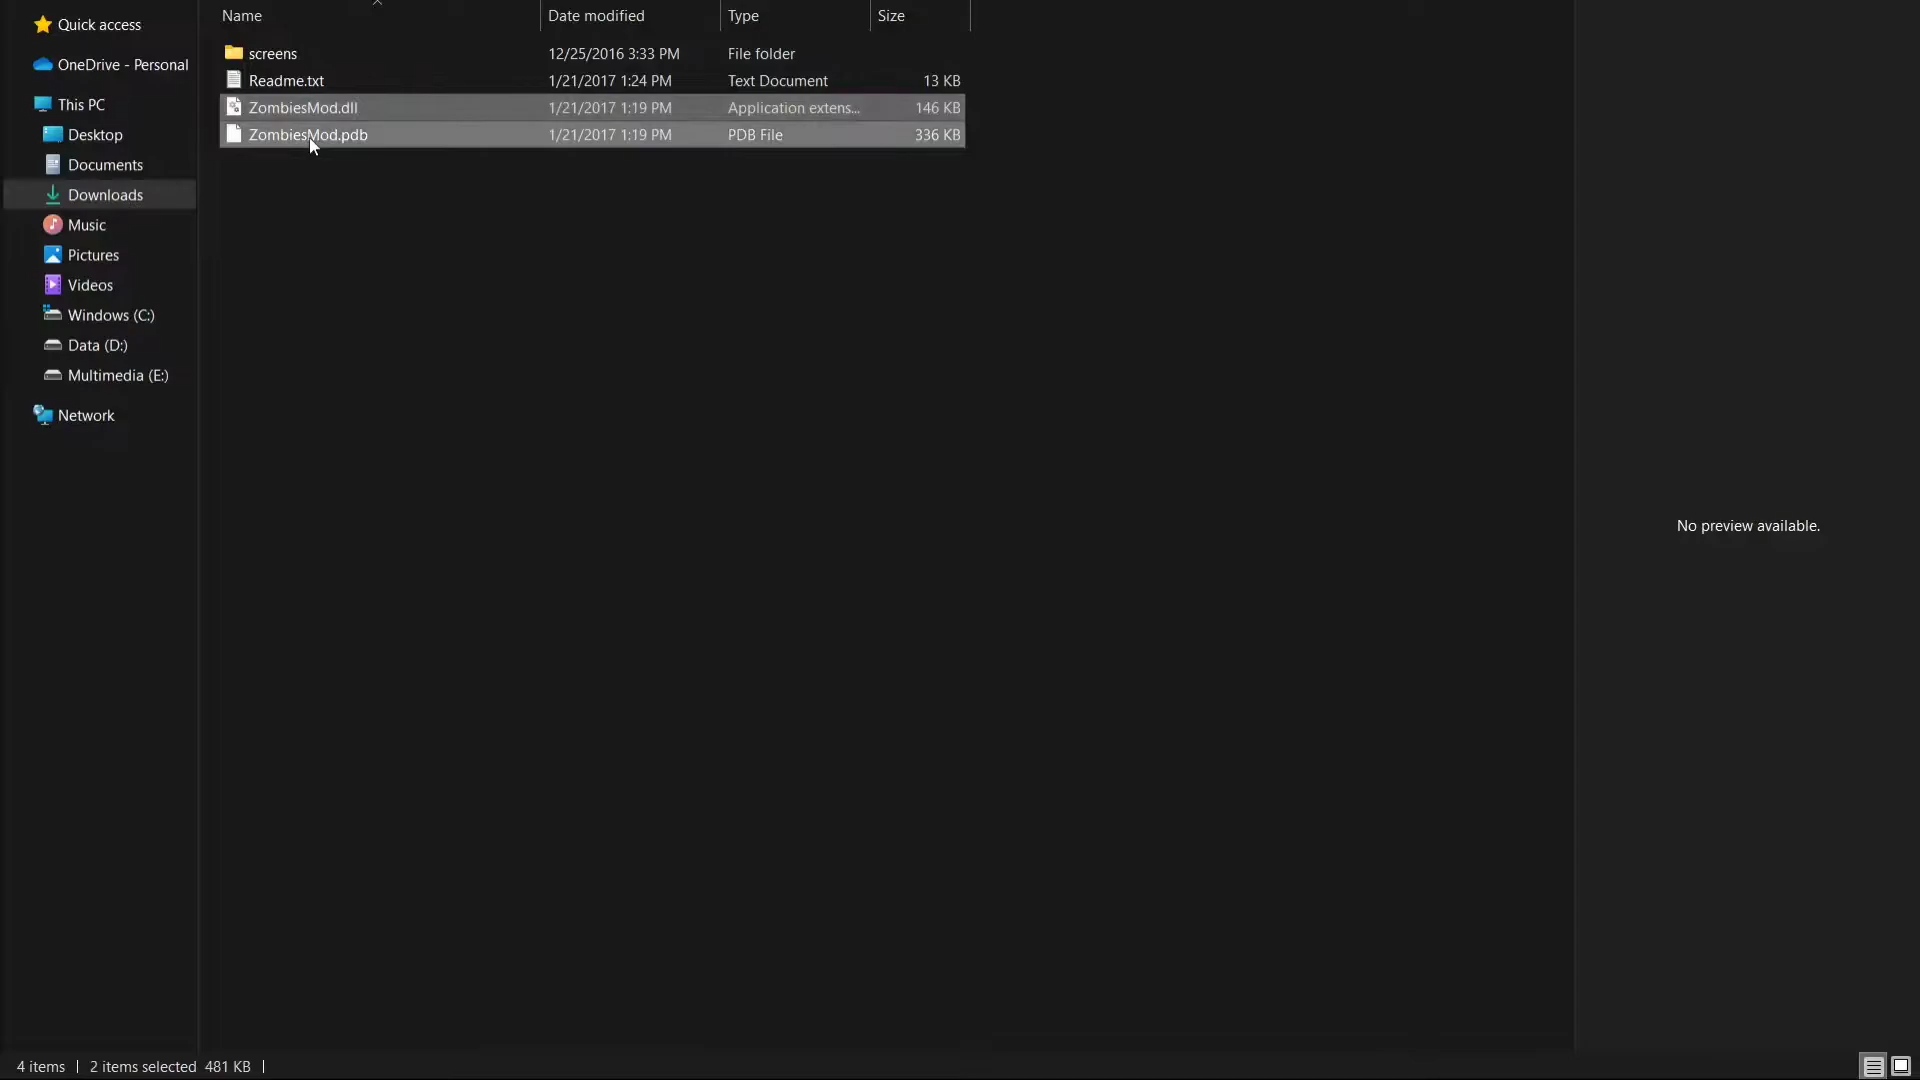 Quick access
OneDrive - Personal
This PC
Desktop
Documents
Downloads
Music
Pictures
Videos
Windows (C:)
Data (D:)
Multimedia (E:)
Network
Name Date modified Type Size
screens 12/25/2016 3:33 PM File folder
Readme.txt 1/21/2017 1:24 PM Text Document 13 KB
ZombiesMod.dll 1/21/2017 1:19 PM Application extens... 146 KB
ZombiesMod.pdb 1/21/2017 1:19 PM PDB File 336 KB
No preview available.
4 items | 2 items selected 481 KB |